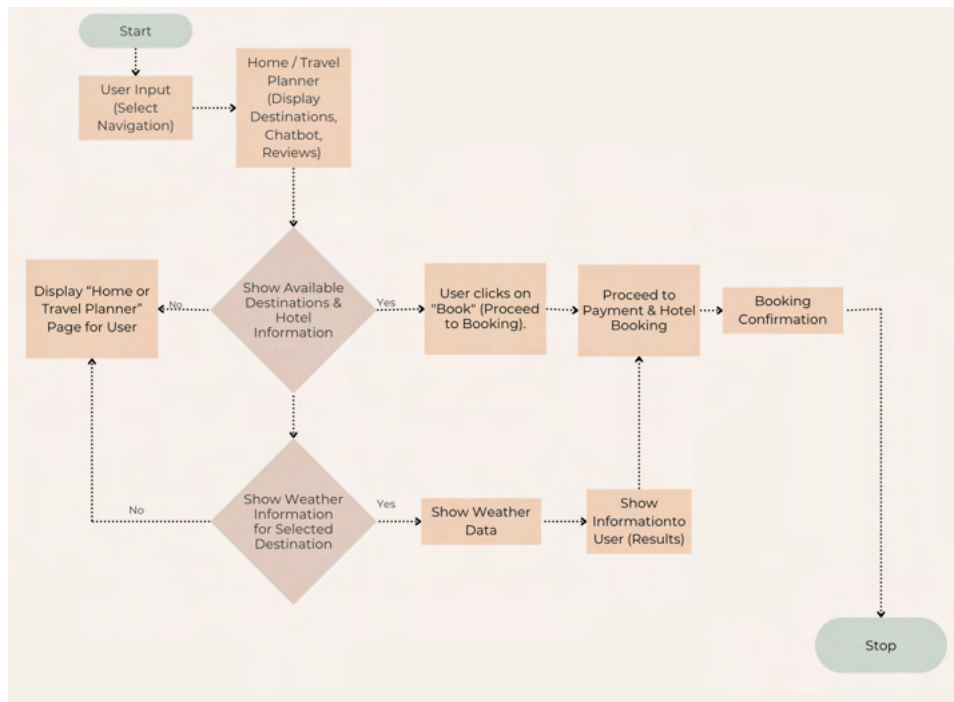 Start
User Input
(Select
Navigation)
Home / Travel
Planner
(Display
Destinations,
Chatbot,
Reviews)
Display "Home or
Travel Planner"
Page for User
No
Show Available
Destinations &
Hotel
Information
Yes
User clicks on
"Book" (Proceed
to Booking).
Proceed to
Payment & Hotel
Booking
Booking
Confirmation
No
Show Weather
Information
for Selected
Destination
Yes
Show Weather
Data
Show
Informationto
User (Results)
Stop